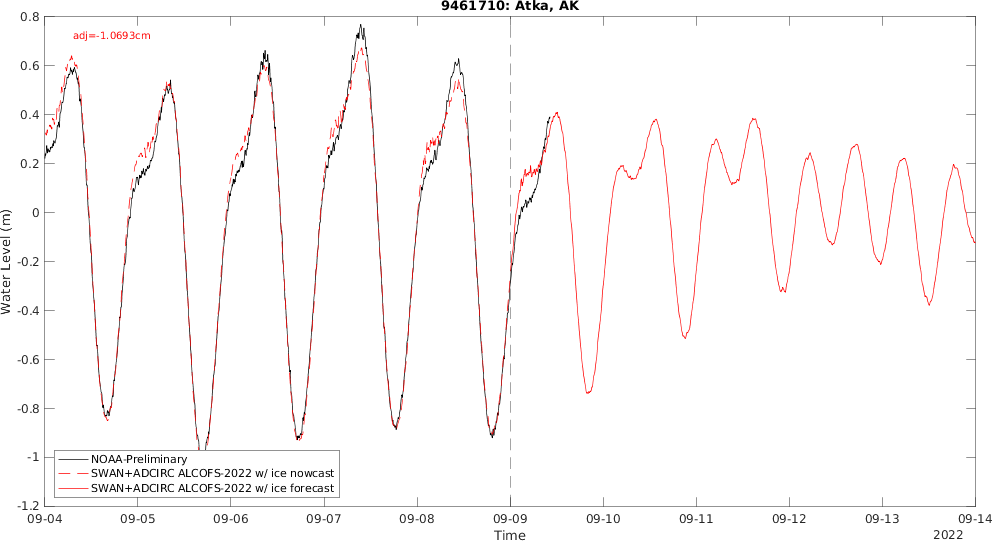 9461710: Atka, AK
adj=-1.0693cm
0.8
0.6
0.4
0.2
0
-0.2
-0.4
-0.6
-0.8
-1
-1.2
Water Level (m)
NOAA-Preliminary
SWAN+ADCIRC ALCOFS-2022 w/ ice nowcast
SWAN+ADCIRC ALCOFS-2022 w/ ice forecast
09-04 09-05 09-06 09-07 09-08 09-09 09-10 09-11 09-12 09-13 09-14
Time
2022